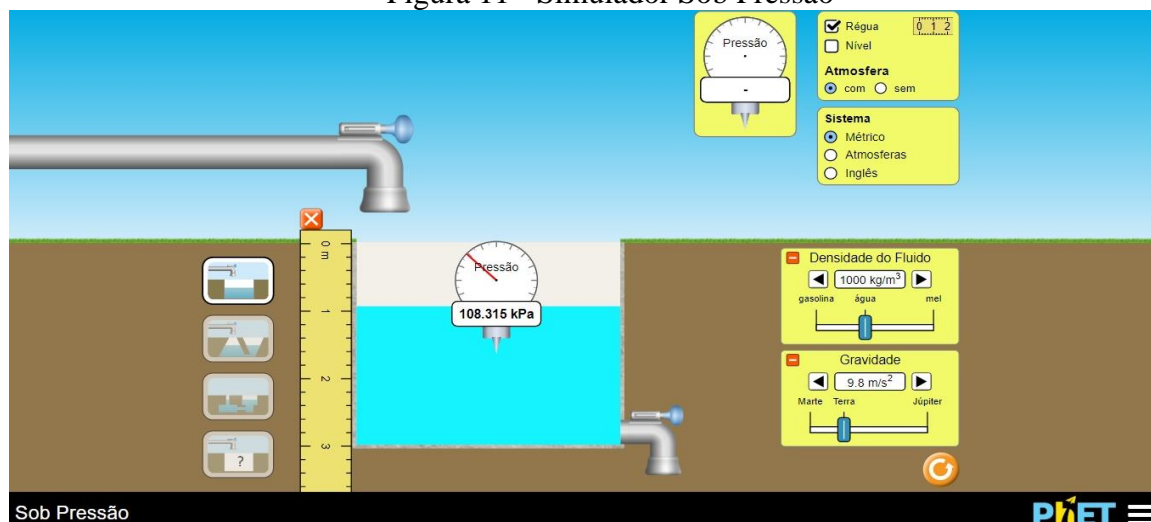 Figura 11 - Simulador Sob Pressão
Pressão
-
Régua
0 1 2
Nível
Atmosfera
com
sem
Sistema
Métrico
Atmosferas
Inglês
0 m
1
2
3
Pressão
108.315 kPa
Densidade do Fluido
1000 kg/m³
gasolina água mel
Gravidade
9.8 m/s²
Marte Terra Júpiter
?
Sob Pressão
PhET